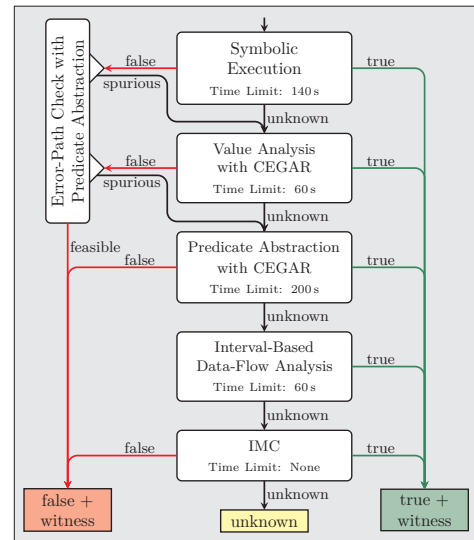 Error-Path Check with
Predicate Abstraction
false
Symbolic
Execution
Time Limit: 140 s
true
spurious
unknown
false
Value Analysis
with CEGAR
Time Limit: 60 s
true
spurious
unknown
feasible
false
Predicate Abstraction
with CEGAR
Time Limit: 200 s
true
unknown
Interval-Based
Data-Flow Analysis
Time Limit: 60 s
true
unknown
false
IMC
Time Limit: None
true
unknown
false +
witness
unknown
true +
witness